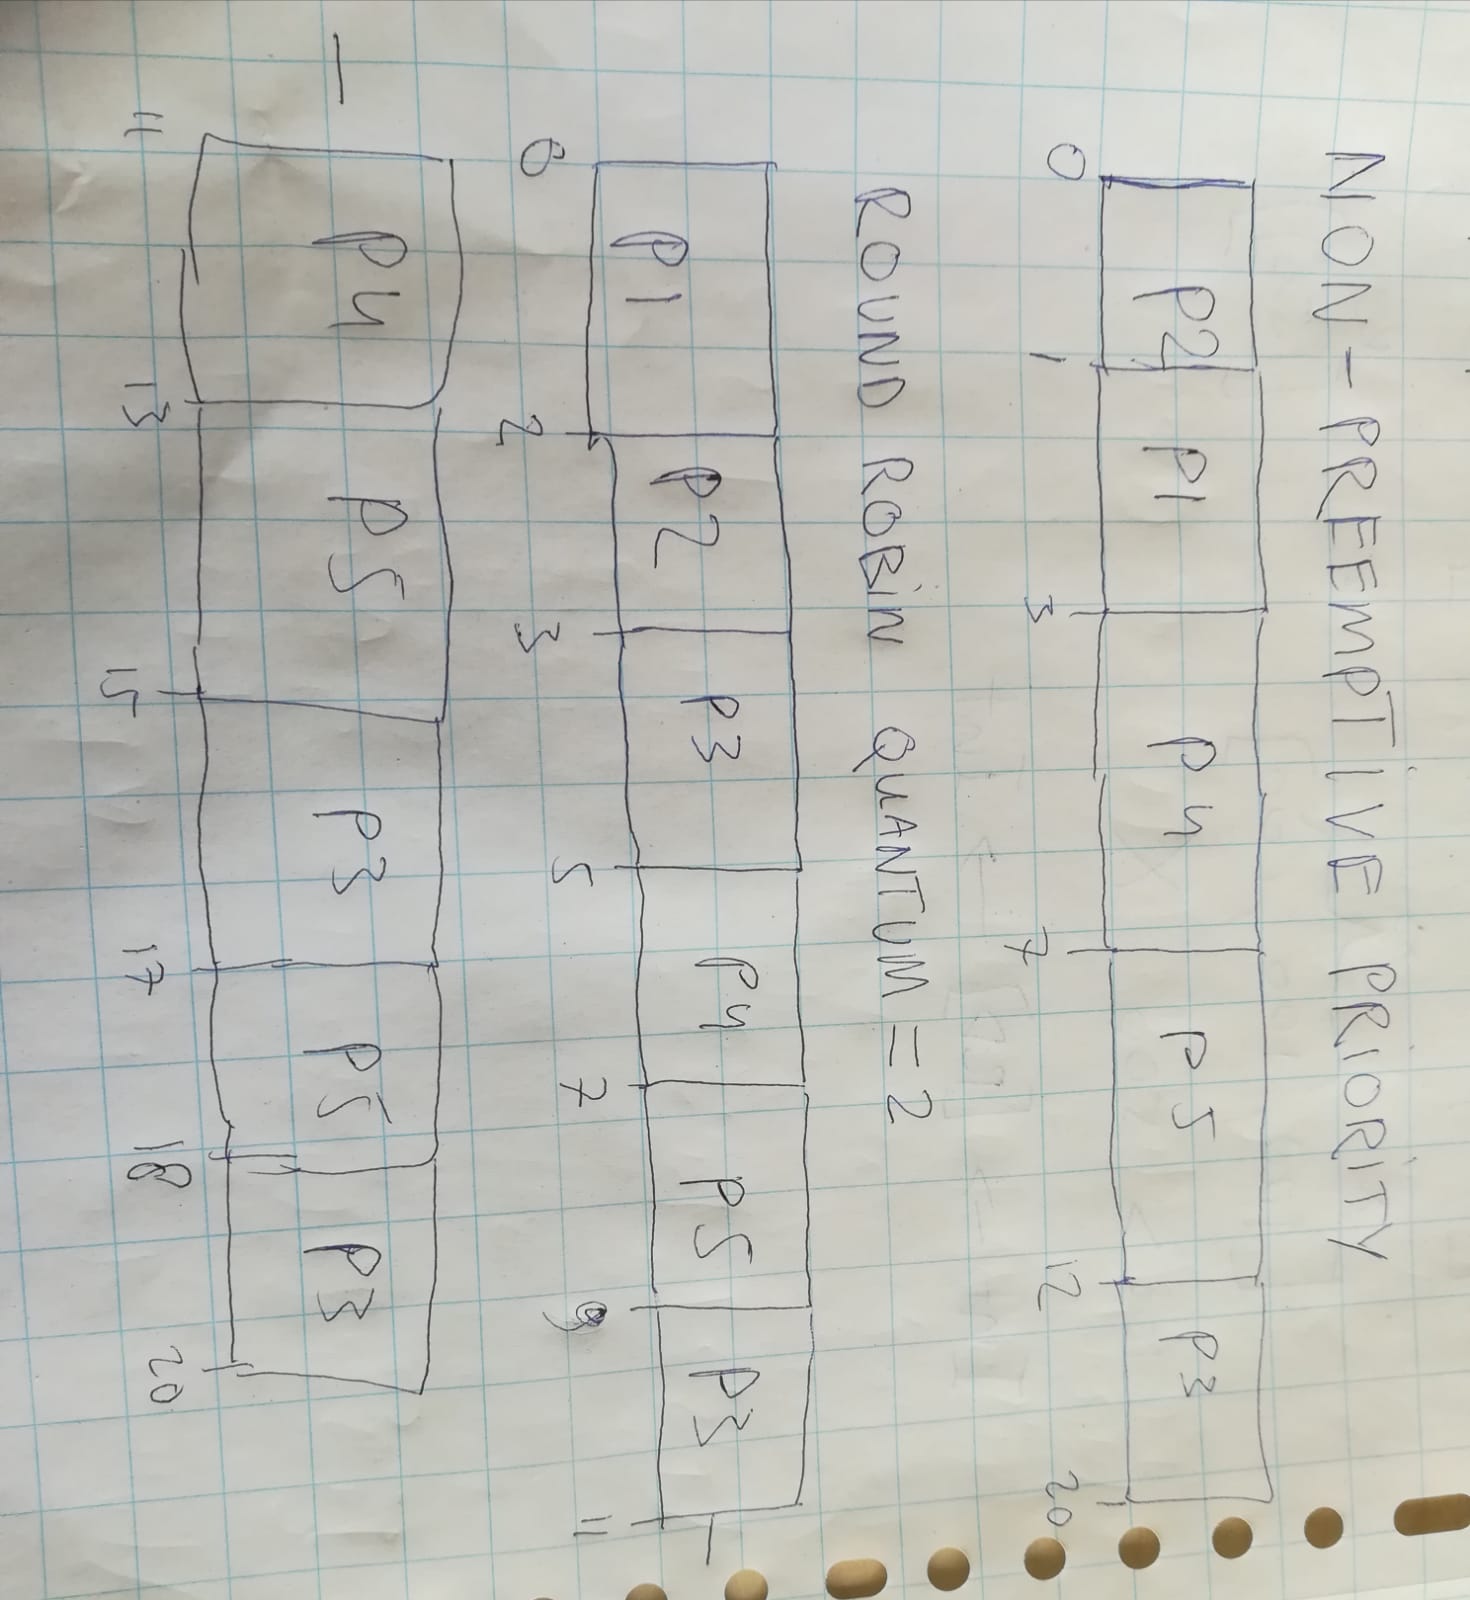 NON-PREEMPTIVE PRIORITY
P2 P1 P4 P5 P3
0 1 3 7 12 20
ROUND ROBIN QUANTUM = 2
P1 P2 P3 P4 P5 P3
0 2 3 5 7 9 11
P4 P5 P3 P5 P3
11 13 15 17 18 20